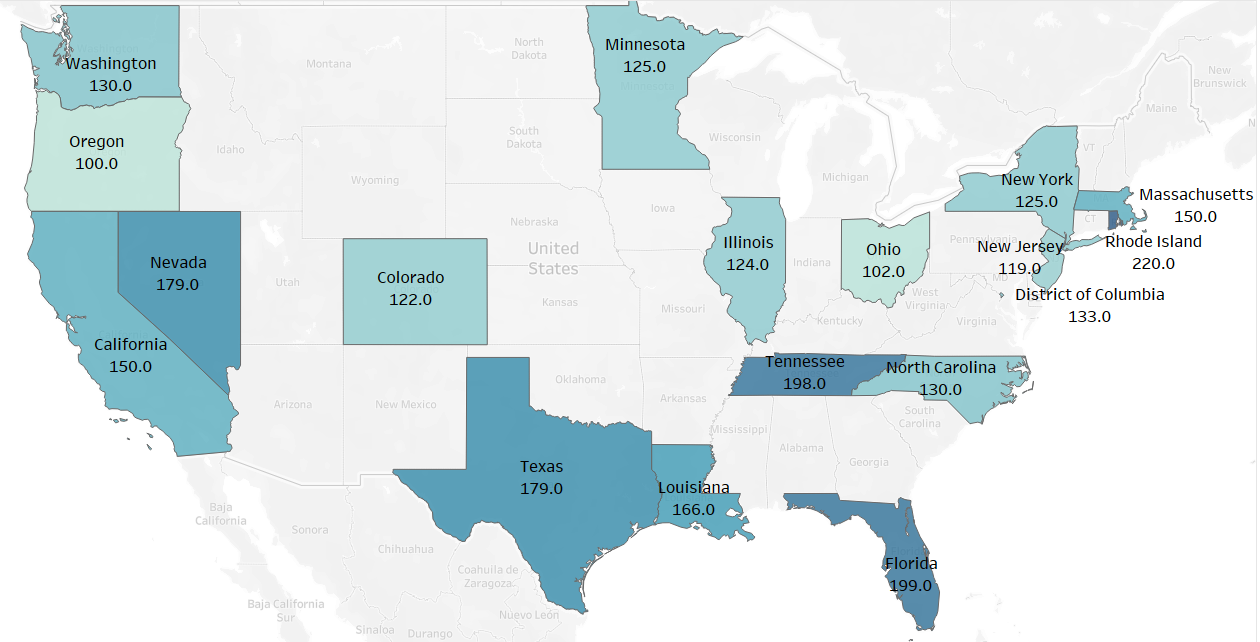 Washington
130.0
Oregon
100.0
California
150.0
Nevada
179.0
Montana
Idaho
Wyoming
Utah
Colorado
122.0
Arizona
New Mexico
North
Dakota
South
Dakota
Nebraska
United
States
Kansas
Oklahoma
Texas
179.0
Minnesota
125.0
Iowa
Missouri
Arkansas
Louisiana
166.0
Wisconsin
Illinois
124.0
Michigan
Indiana
Ohio
102.0
Kentucky
Tennessee
198.0
Mississippi
Alabama
Georgia
Florida
199.0
North Carolina
130.0
South
Carolina
West
Virginia
Virginia
Pennsylvania
MD
New York
125.0
VT
Maine
New
Brunswick
Massachusetts
150.0
CT
Rhode Island
220.0
New Jersey
119.0
District of Columbia
133.0
Baja
California
Sonora
Chihuahua
Coahuila de
Zaragoza
Nuevo León
Baja California
Sur
Sinaloa
Durango